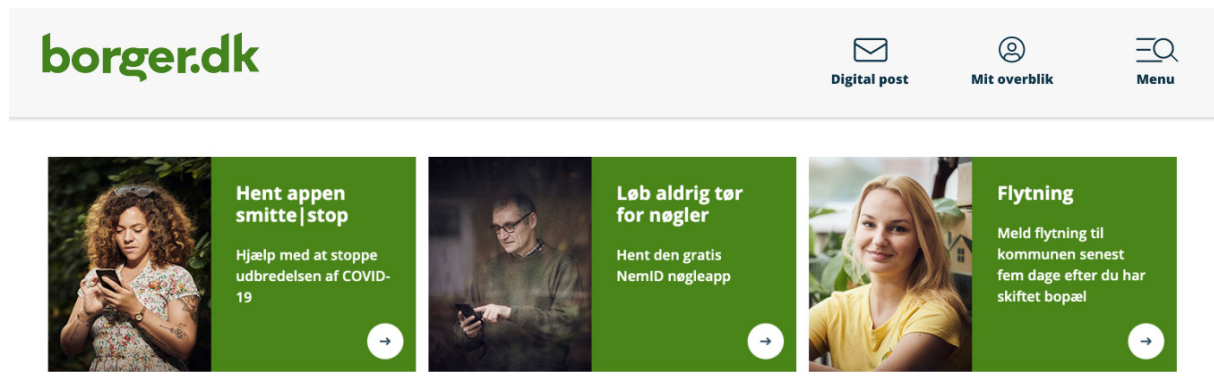 borger.dk
Digital post
Mit overblik
Menu
Hent appen
smitte|stop
Hjælp med at stoppe
udbredelsen af COVID-
19
Løb aldrig tør
for nøgler
Hent den gratis
NemID nøgleapp
Flytning
Meld flytning til
kommunen senest
fem dage efter du har
skiftet bopæl